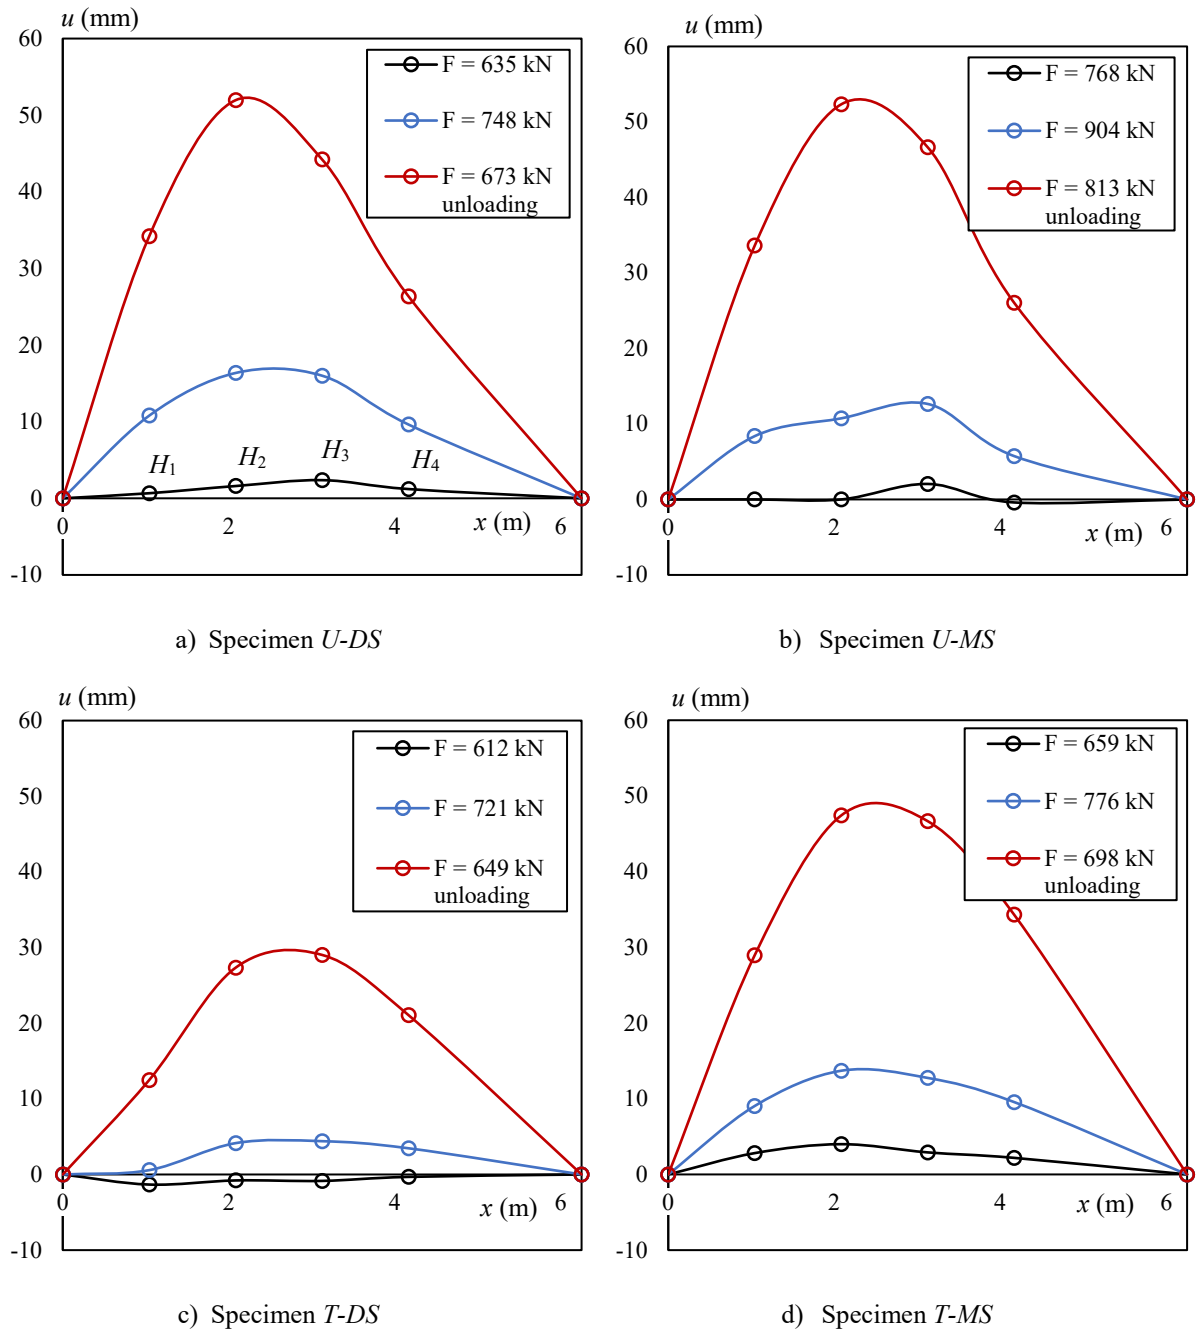 u (mm)
60
50
40
30
20
10
0
-10
F = 635 kN
F = 748 kN
F = 673 kN
unloading
H1
H2
H3
H4
0
2
4
6
x (m)
a) Specimen U-DS
u (mm)
60
50
40
30
20
10
0
-10
F = 768 kN
F = 904 kN
F = 813 kN
unloading
0
2
4
6
x (m)
b) Specimen U-MS
u (mm)
60
50
40
30
20
10
0
-10
F = 612 kN
F = 721 kN
F = 649 kN
unloading
0
2
4
6
x (m)
c) Specimen T-DS
u (mm)
60
50
40
30
20
10
0
-10
F = 659 kN
F = 776 kN
F = 698 kN
unloading
0
2
4
6
x (m)
d) Specimen T-MS